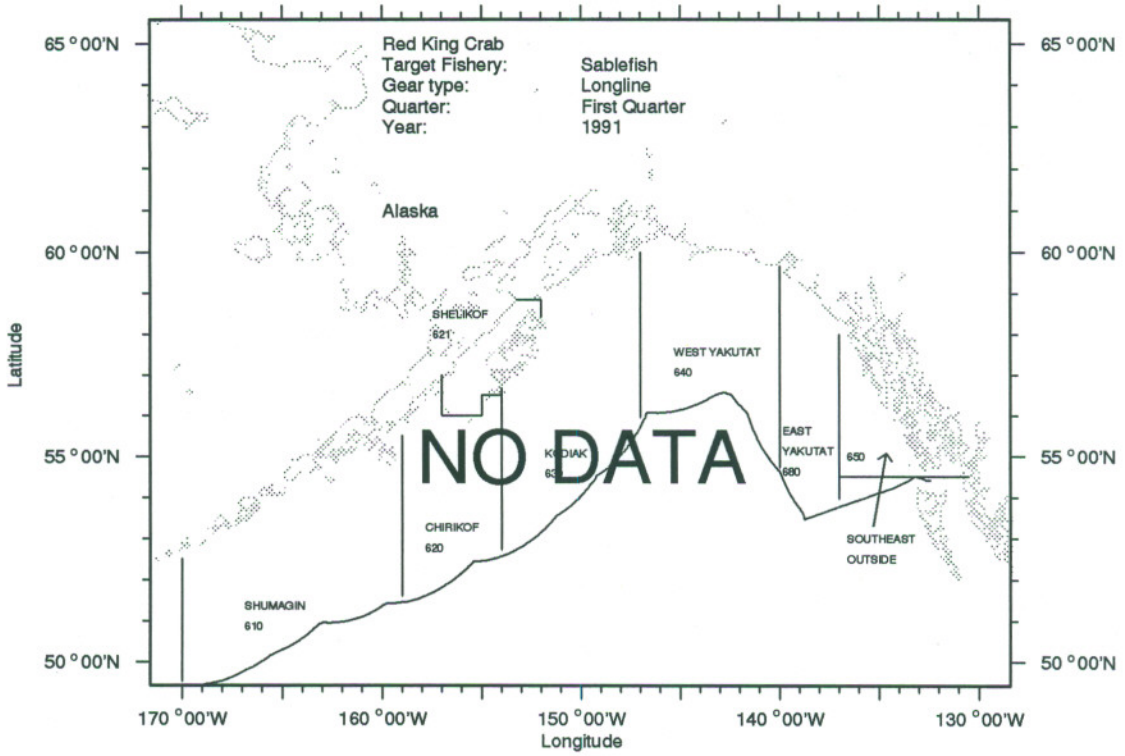 Red King Crab
Target Fishery: Sablefish
Gear type: Longline
Quarter: First Quarter
Year: 1991
65 °00'N
65 °00'N
Alaska
60 °00'N
60 °00'N
SHELIKOF
621
Latitude
WEST YAKUTAT
640
NO DATA
KODIAK
EAST
YAKUTAT
680
650
55 °00'N
55 °00'N
CHIRIKOF
620
SOUTHEAST
OUTSIDE
SHUMAGIN
610
50 °00'N
50 °00'N
170 °00'W
160 °00'W
150 °00'W
140 °00'W
130 °00'W
Longitude